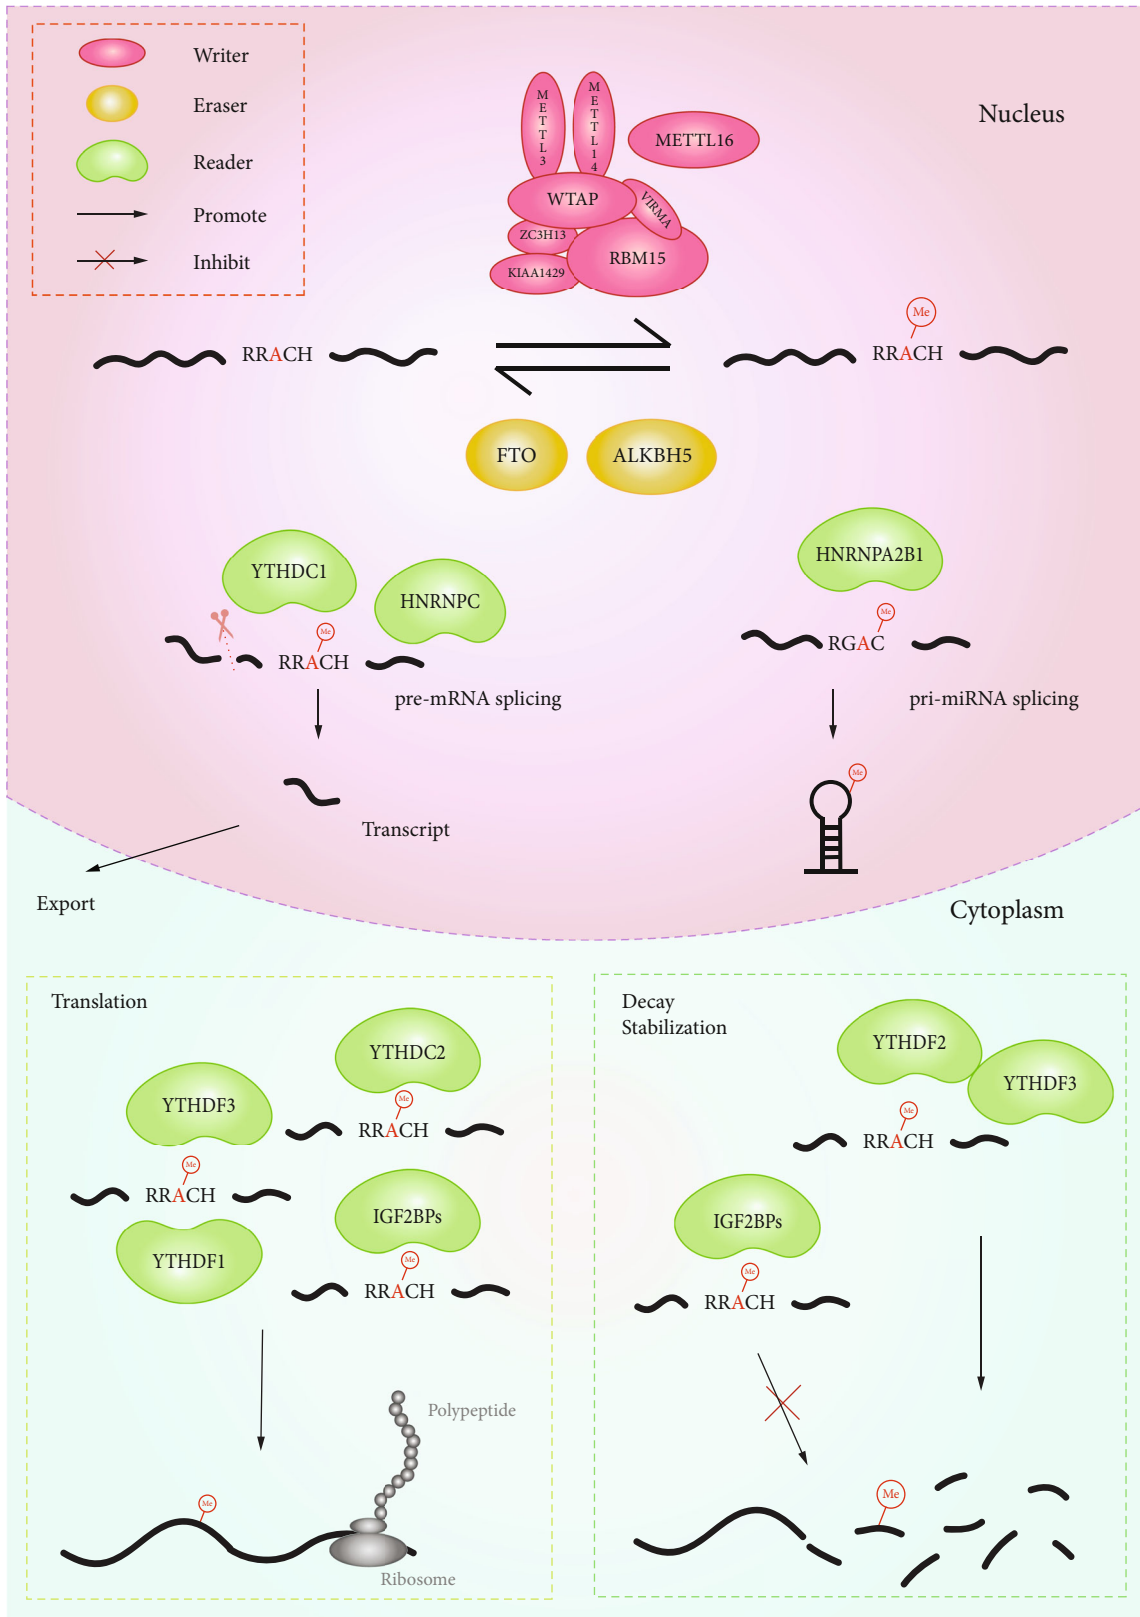 Writer
Eraser
Reader
Promote
Inhibit
Nucleus
METTL3
METTL14
METTL16
WTAP
VIRMA
ZC3H13
RBM15
KIAA1429
RRACH
Me
RRACH
FTO
ALKBH5
YTHDC1
HNRNPC
Me
RRACH
pre-mRNA splicing
HNRNPA2B1
Me
RGAC
pri-miRNA splicing
Me
Transcript
Export
Cytoplasm
Translation
YTHDC2
Me
RRACH
YTHDF3
Me
RRACH
YTHDF1
IGF2BPs
Me
RRACH
Polypeptide
Me
Ribosome
Decay
Stabilization
YTHDF2
YTHDF3
Me
RRACH
IGF2BPs
Me
RRACH
Me